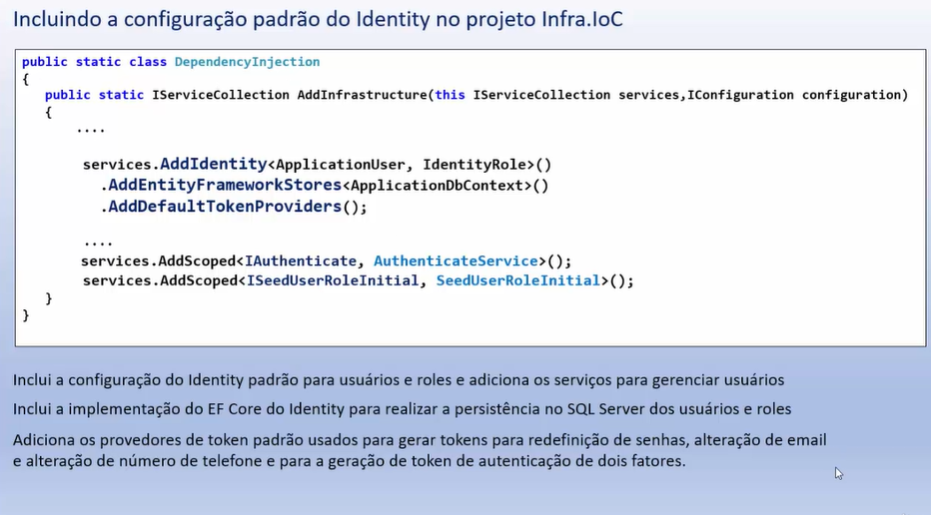 Incluindo a configuração padrão do Identity no projeto Infra.IoC
public static class DependencyInjection
{
public static IServiceCollection AddInfrastructure(this IServiceCollection services,IConfiguration configuration)
{
....
services.AddIdentity<ApplicationUser, IdentityRole>()
.AddEntityFrameworkStores<ApplicationDbContext>()
.AddDefaultTokenProviders();
....
services.AddScoped<IAuthenticate, AuthenticateService>();
services.AddScoped<ISeedUserRoleInitial, SeedUserRoleInitial>();
}
}
Inclui a configuração do Identity padrão para usuários e roles e adiciona os serviços para gerenciar usuários
Inclui a implementação do EF Core do Identity para realizar a persistência no SQL Server dos usuários e roles
Adiciona os provedores de token padrão usados para gerar tokens para redefinição de senhas, alteração de email
e alteração de número de telefone e para a geração de token de autenticação de dois fatores.